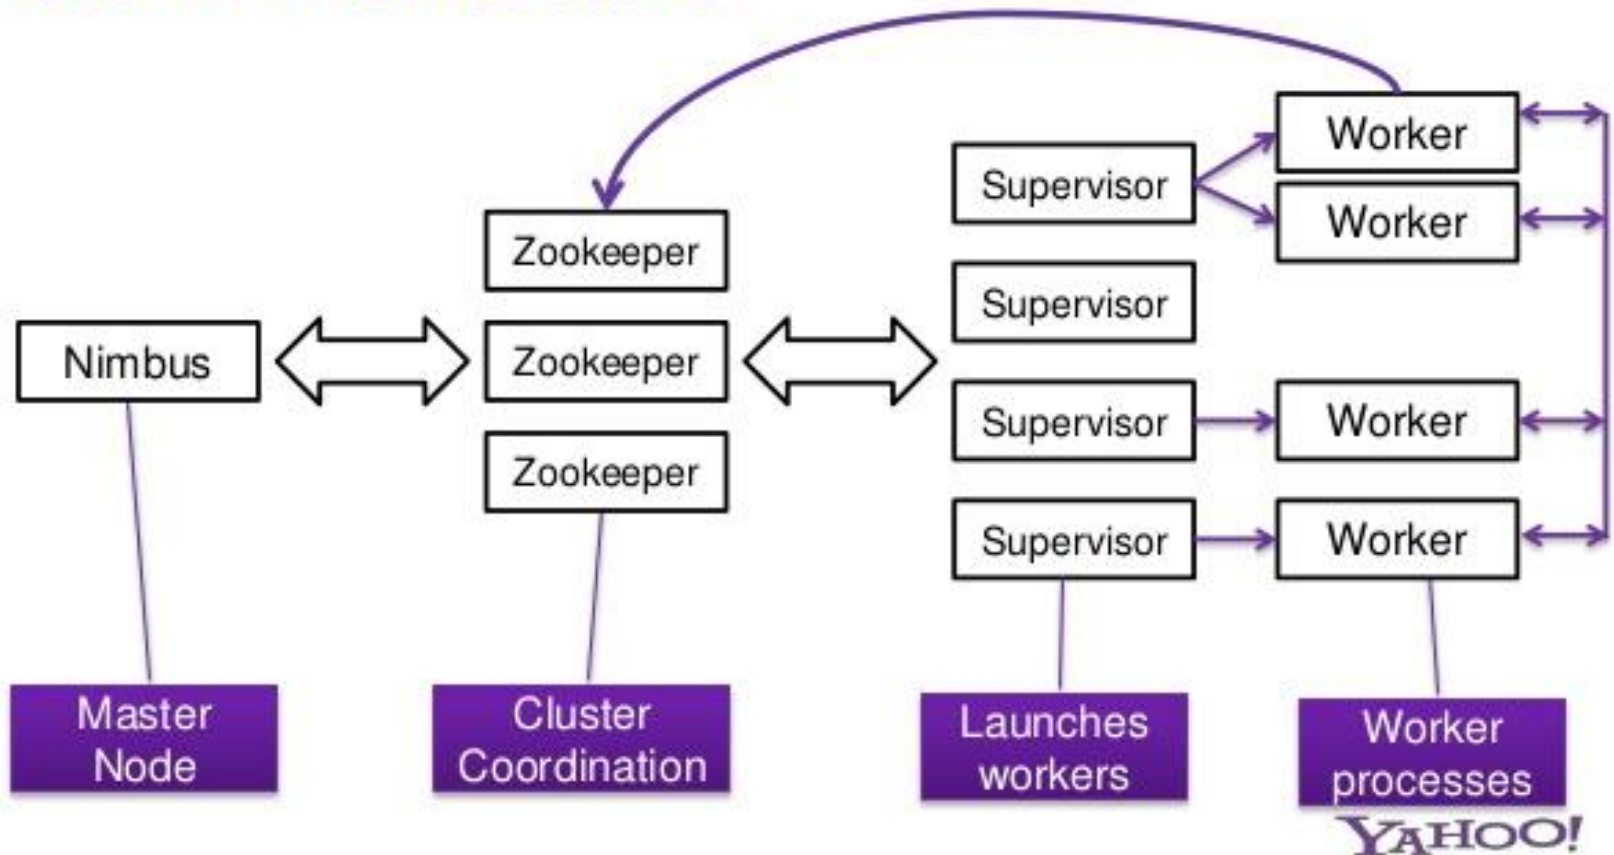 Worker
Supervisor
Worker
Zookeeper
Supervisor
Nimbus
Zookeeper
Supervisor
Worker
Zookeeper
Supervisor
Worker
Master
Node
Cluster
Coordination
Launches
workers
Worker
processes
YAHOO!